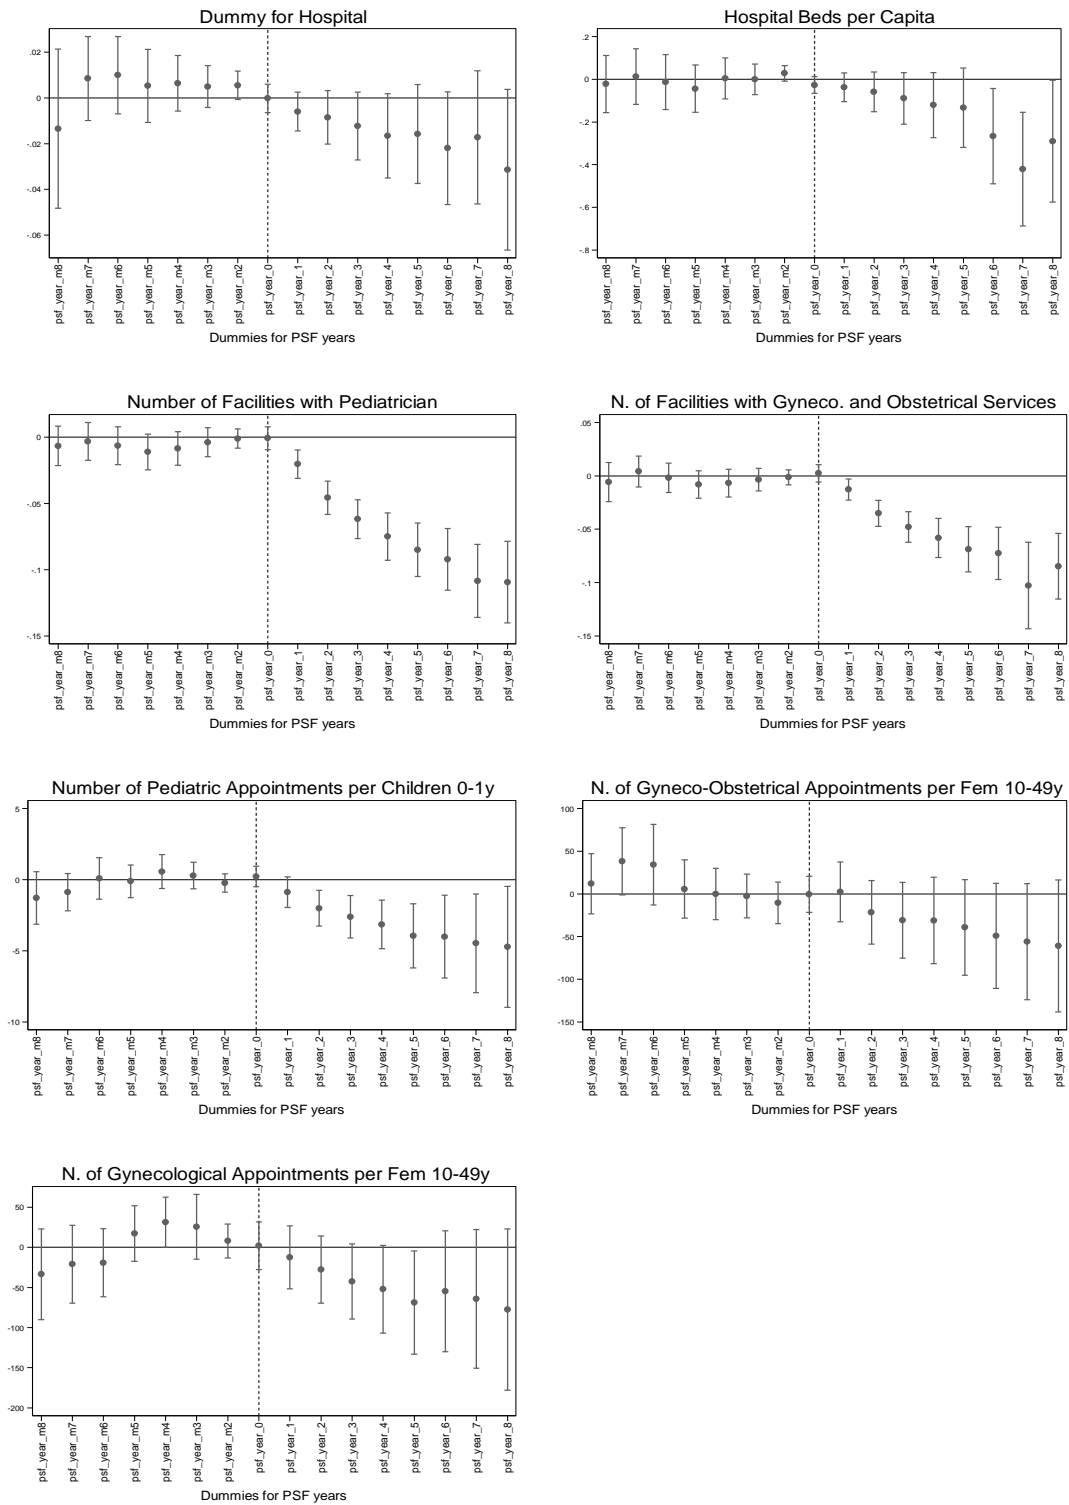 Dummy for Hospital
.02
0
-.02
-.04
-.06
psf_year_m8
psf_year_m7
psf_year_m6
psf_year_m5
psf_year_m4
psf_year_m3
psf_year_m2
psf_year_0
psf_year_1
psf_year_2
psf_year_3
psf_year_4
psf_year_5
psf_year_6
psf_year_7
psf_year_8
Dummies for PSF years
Hospital Beds per Capita
.2
0
-.2
-.4
-.6
-.8
psf_year_m8
psf_year_m7
psf_year_m6
psf_year_m5
psf_year_m4
psf_year_m3
psf_year_m2
psf_year_0
psf_year_1
psf_year_2
psf_year_3
psf_year_4
psf_year_5
psf_year_6
psf_year_7
psf_year_8
Dummies for PSF years
Number of Facilities with Pediatrician
0
-.05
-.1
-.15
psf_year_m8
psf_year_m7
psf_year_m6
psf_year_m5
psf_year_m4
psf_year_m3
psf_year_m2
psf_year_0
psf_year_1
psf_year_2
psf_year_3
psf_year_4
psf_year_5
psf_year_6
psf_year_7
psf_year_8
Dummies for PSF years
N. of Facilities with Gyneco. and Obstetrical Services
.05
0
-.05
-.1
-.15
psf_year_m8
psf_year_m7
psf_year_m6
psf_year_m5
psf_year_m4
psf_year_m3
psf_year_m2
psf_year_0
psf_year_1
psf_year_2
psf_year_3
psf_year_4
psf_year_5
psf_year_6
psf_year_7
psf_year_8
Dummies for PSF years
Number of Pediatric Appointments per Children 0-1y
5
0
-5
-10
psf_year_m8
psf_year_m7
psf_year_m6
psf_year_m5
psf_year_m4
psf_year_m3
psf_year_m2
psf_year_0
psf_year_1
psf_year_2
psf_year_3
psf_year_4
psf_year_5
psf_year_6
psf_year_7
psf_year_8
Dummies for PSF years
N. of Gyneco-Obstetrical Appointments per Fem 10-49y
100
50
0
-50
-100
-150
psf_year_m8
psf_year_m7
psf_year_m6
psf_year_m5
psf_year_m4
psf_year_m3
psf_year_m2
psf_year_0
psf_year_1
psf_year_2
psf_year_3
psf_year_4
psf_year_5
psf_year_6
psf_year_7
psf_year_8
Dummies for PSF years
N. of Gynecological Appointments per Fem 10-49y
50
0
-50
-100
-150
-200
psf_year_m8
psf_year_m7
psf_year_m6
psf_year_m5
psf_year_m4
psf_year_m3
psf_year_m2
psf_year_0
psf_year_1
psf_year_2
psf_year_3
psf_year_4
psf_year_5
psf_year_6
psf_year_7
psf_year_8
Dummies for PSF years